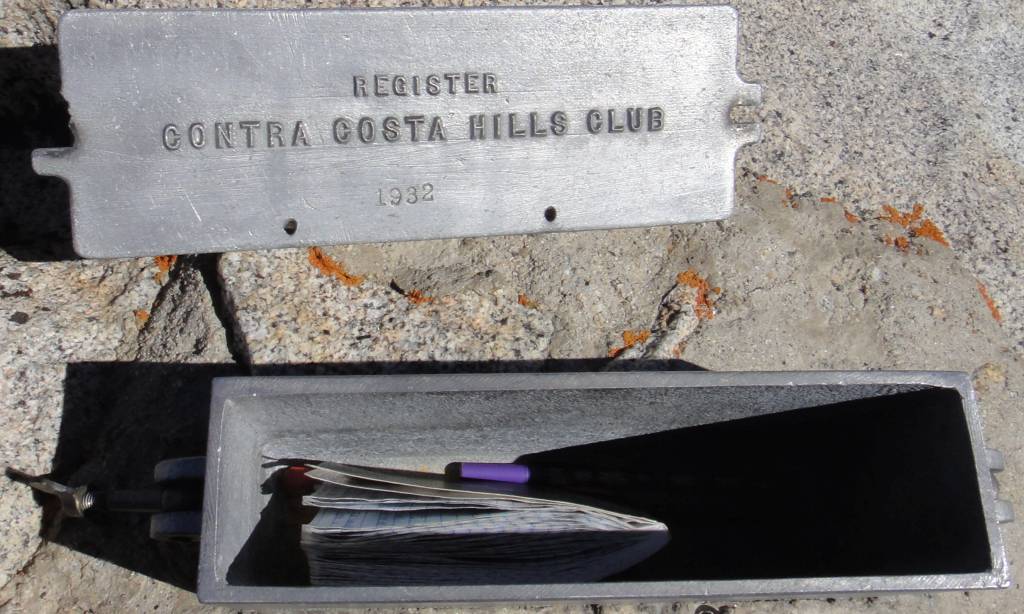 REGISTER
CONTRA COSTA HILLS CLUB
1932